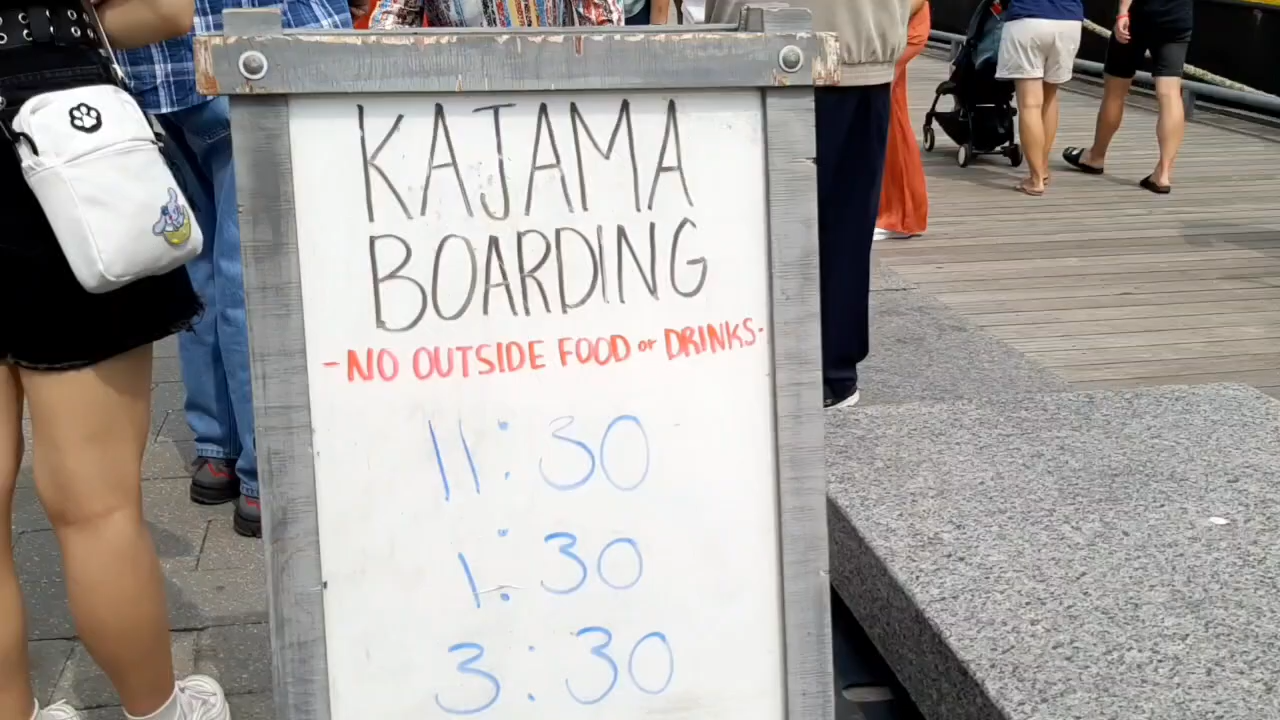 KAJAMA
BOARDING
-NO OUTSIDE FOOD or DRINKS-
11:30
1:30
3:30